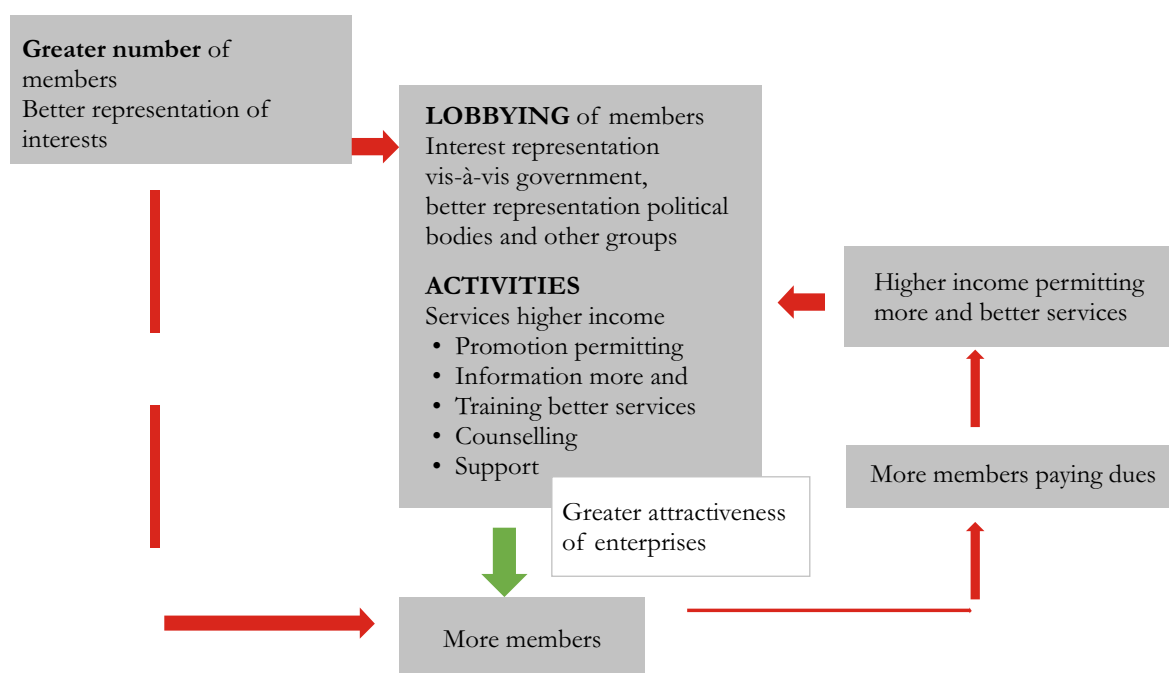 Greater number of
members
Better representation of
interests
LOBBYING of members
Interest representation
vis-à-vis government,
better representation political
bodies and other groups
ACTIVITIES
Services higher income
• Promotion permitting
• Information more and
• Training better services
• Counselling
• Support
Higher income permitting
more and better services
More members paying dues
Greater attractiveness
of enterprises
More members